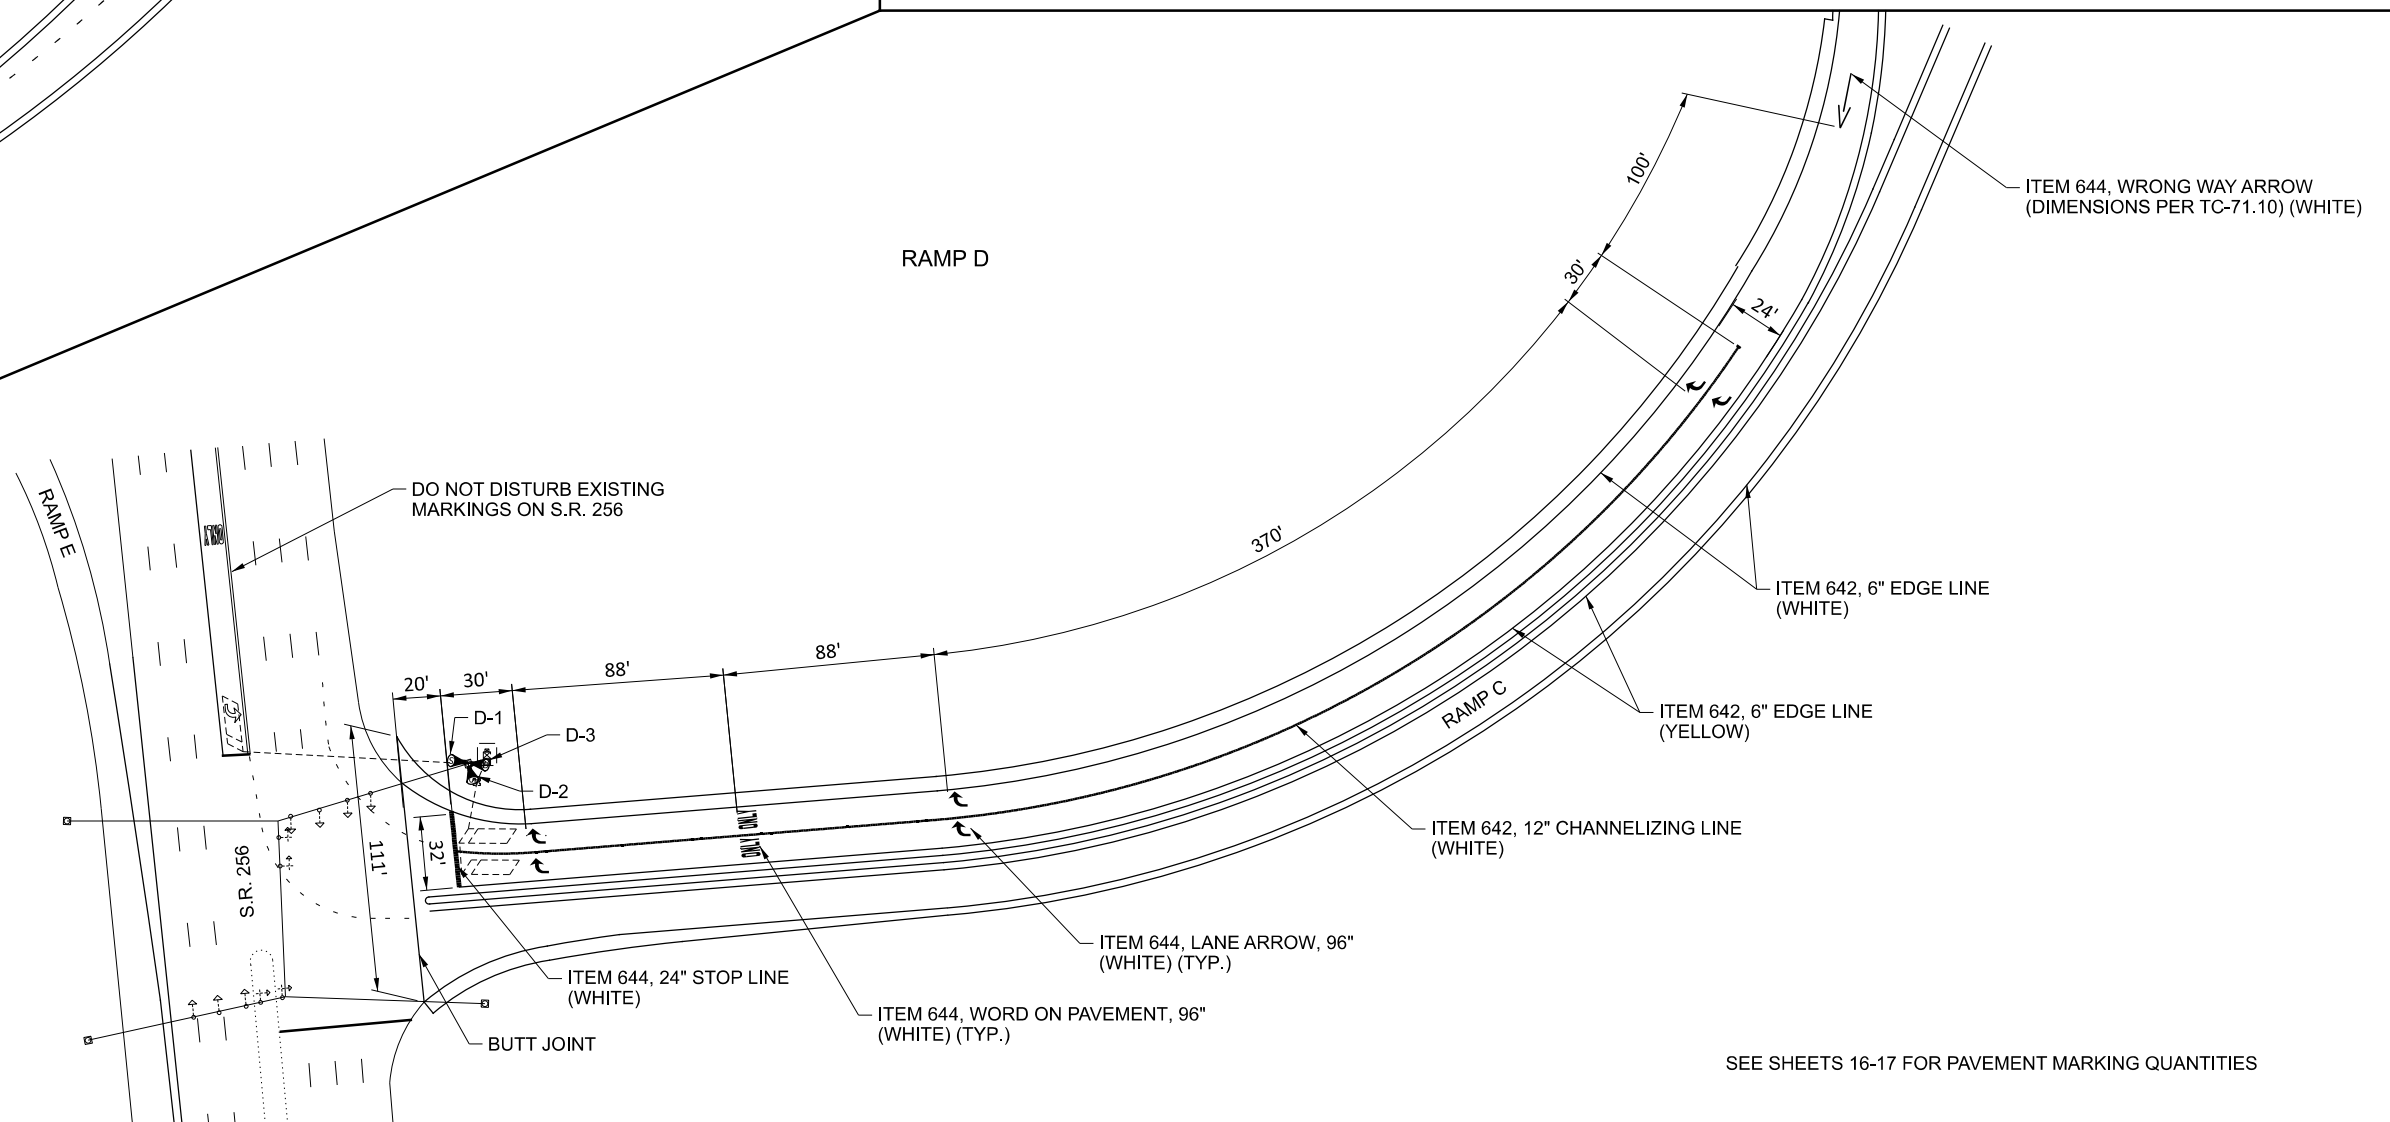 100'
ITEM 644, WRONG WAY ARROW
(DIMENSIONS PER TC-71.10) (WHITE)
RAMP D
30'
24'
DO NOT DISTURB EXISTING
MARKINGS ON S.R. 256
RAMP E
ONLY
370'
ITEM 642, 6" EDGE LINE
(WHITE)
88'
88'
20'
30'
D-1
D-3
D-2
RAMP C
ITEM 642, 6" EDGE LINE
(YELLOW)
ONLY
ONLY
ITEM 642, 12" CHANNELIZING LINE
(WHITE)
111'
32'
S.R. 256
ITEM 644, LANE ARROW, 96"
(WHITE) (TYP.)
ITEM 644, 24" STOP LINE
(WHITE)
ITEM 644, WORD ON PAVEMENT, 96"
(WHITE) (TYP.)
BUTT JOINT
SEE SHEETS 16-17 FOR PAVEMENT MARKING QUANTITIES